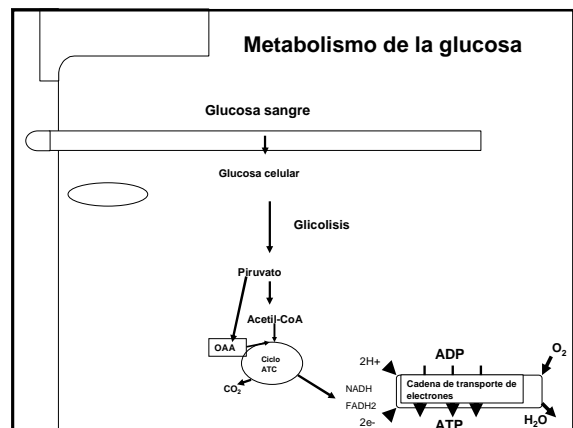 Metabolismo de la glucosa
Glucosa sangre
Glucosa celular
Glicolisis
Piruvato
Acetil-CoA
OAA
Ciclo
ATC
CO₂
2H+
NADH
FADH2
2e-
ADP
Cadena de transporte de
electrones
ATP
O₂
H₂O